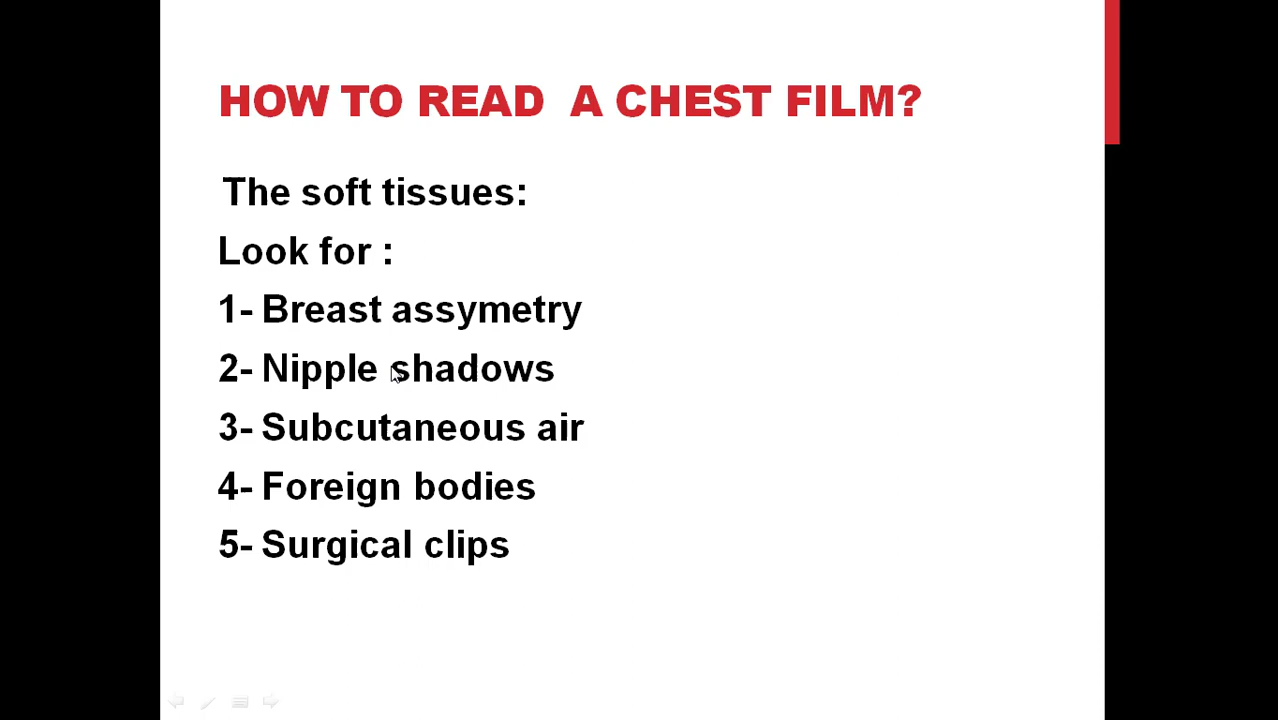 HOW TO READ  A CHEST FILM?
The soft tissues:
Look for :
1- Breast assymetry
2- Nipple shadows
3- Subcutaneous air
4- Foreign bodies
5- Surgical clips